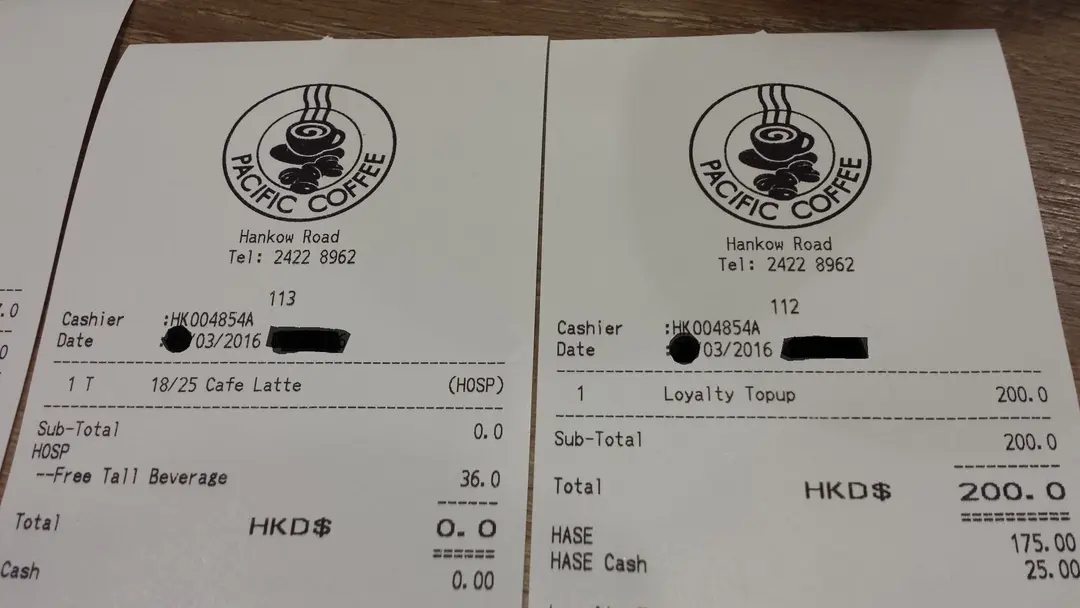 PACIFIC COFFEE
Hankow Road
Tel: 2422 8962
113
Cashier :HK004854A
Date : /03/2016
1 T 18/25 Cafe Latte (HOSP)
Sub-Total 0.0
HOSP
--Free Tall Beverage 36.0
Total HKD$ 0.0
Cash 0.00
PACIFIC COFFEE
Hankow Road
Tel: 2422 8962
112
Cashier :HK004854A
Date : /03/2016
1 Loyalty Topup 200.0
Sub-Total 200.0
Total HKD$ 200.0
HASE 175.00
HASE Cash 25.00